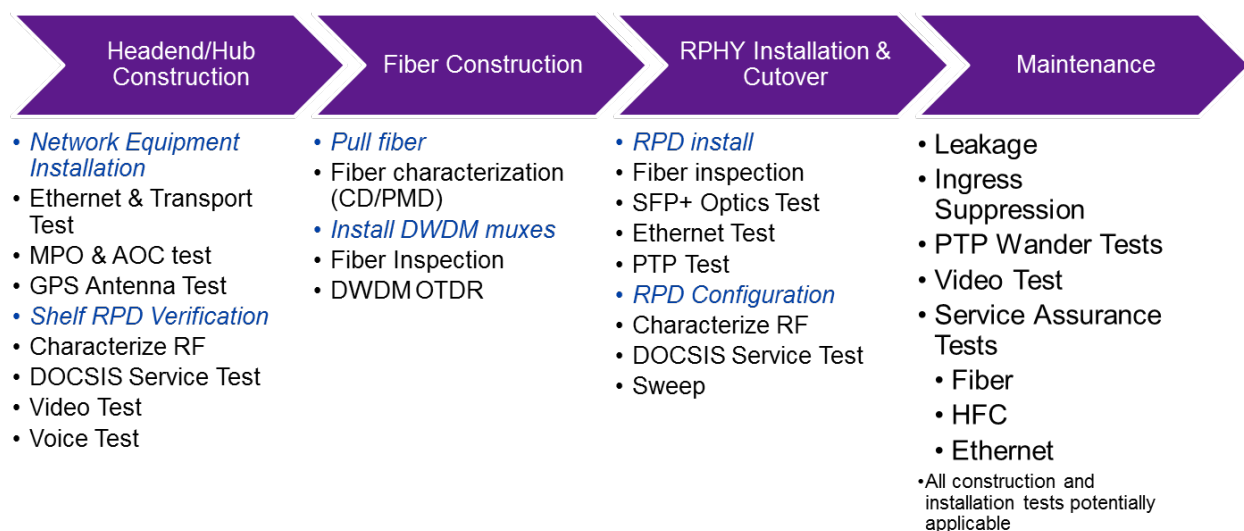 Headend/Hub
Construction
Fiber Construction
RPHY Installation &
Cutover
Maintenance
• Network Equipment
Installation
• Ethernet & Transport
Test
• MPO & AOC test
• GPS Antenna Test
• Shelf RPD Verification
• Characterize RF
• DOCSIS Service Test
• Video Test
• Voice Test
• Pull fiber
• Fiber characterization
(CD/PMD)
• Install DWDM muxes
• Fiber Inspection
• DWDM OTDR
• RPD install
• Fiber inspection
• SFP+ Optics Test
• Ethernet Test
• PTP Test
• RPD Configuration
• Characterize RF
• DOCSIS Service Test
• Sweep
• Leakage
• Ingress
Suppression
• PTP Wander Tests
• Video Test
• Service Assurance
Tests
• Fiber
• HFC
• Ethernet
•All construction and
installation tests potentially
applicable